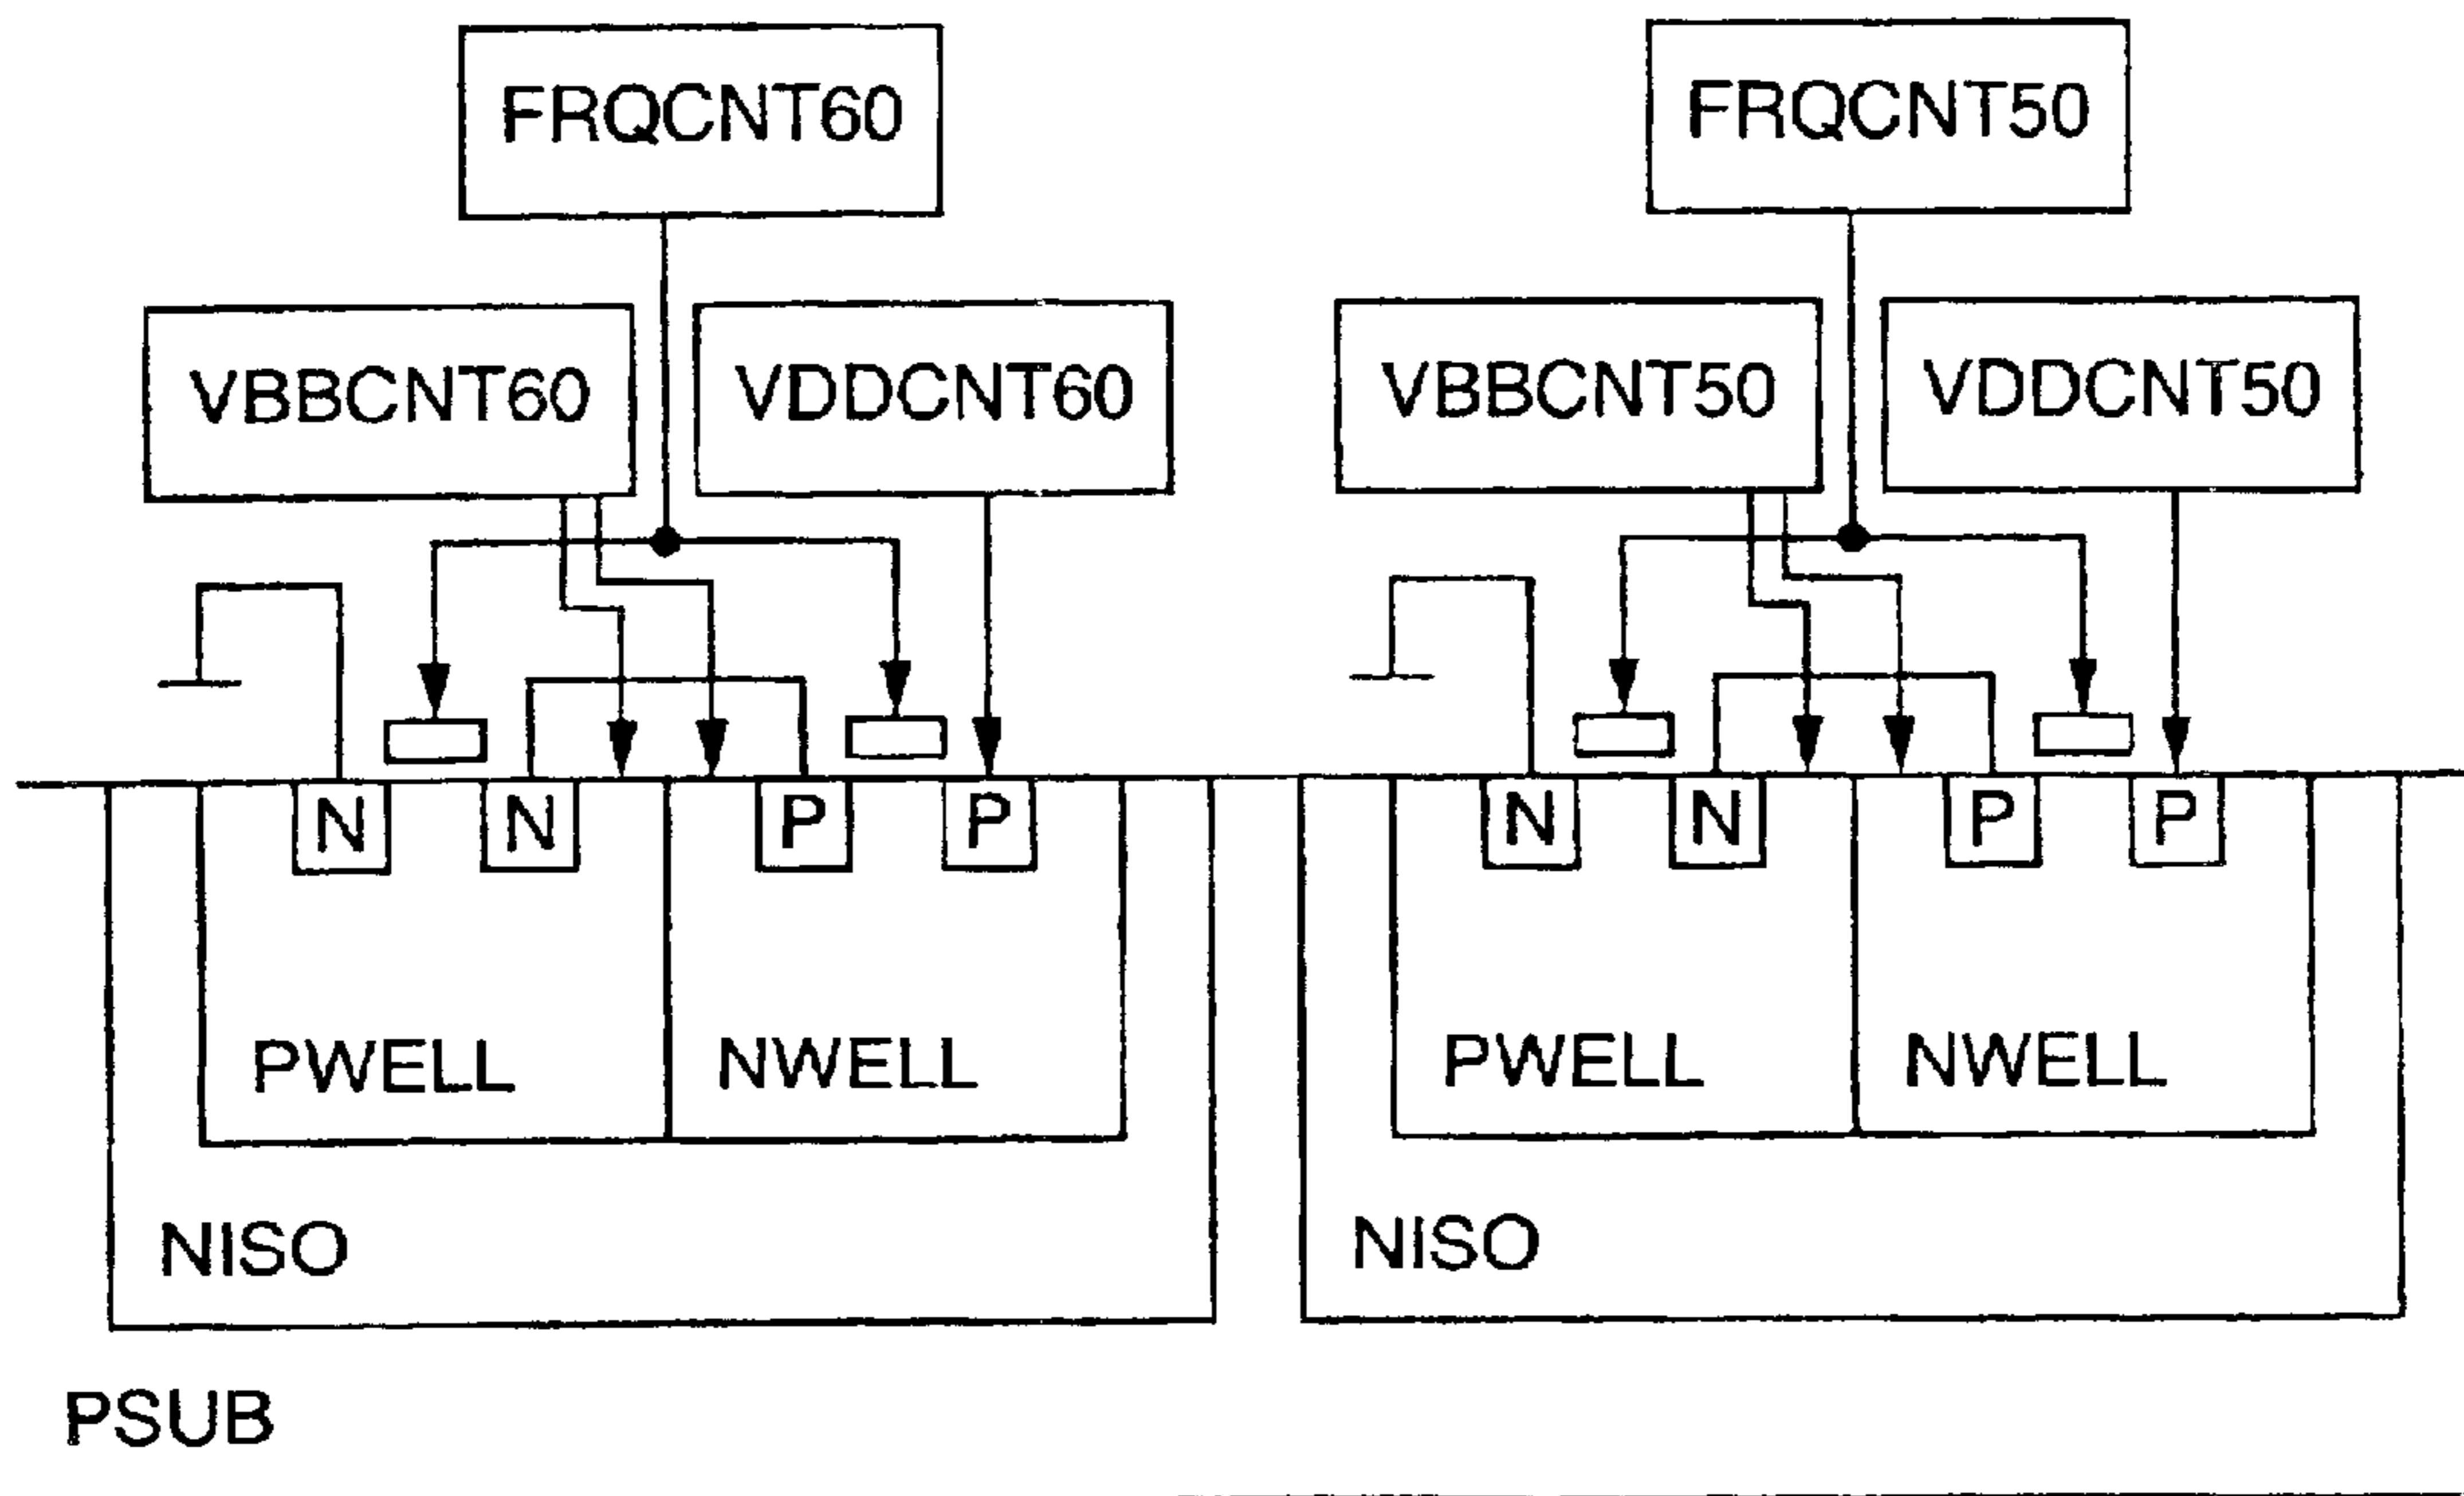 FRQCNT60 FRQCNT50
VBBCNT60 VDDCNT60 VBBCNT50 VDDCNT50
N N P P N N P P
PWELL NWELL PWELL NWELL
NISO NISO
PSUB